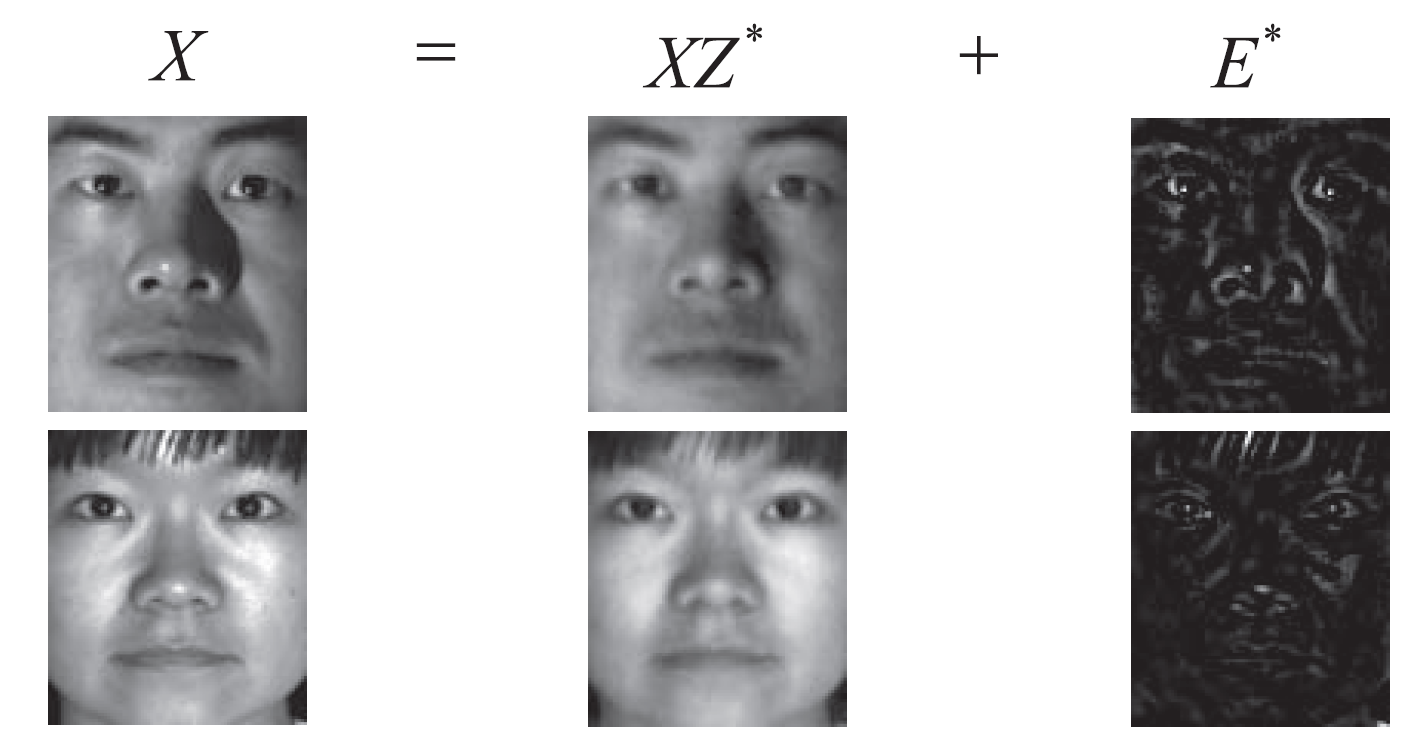 X = XZ* + E*